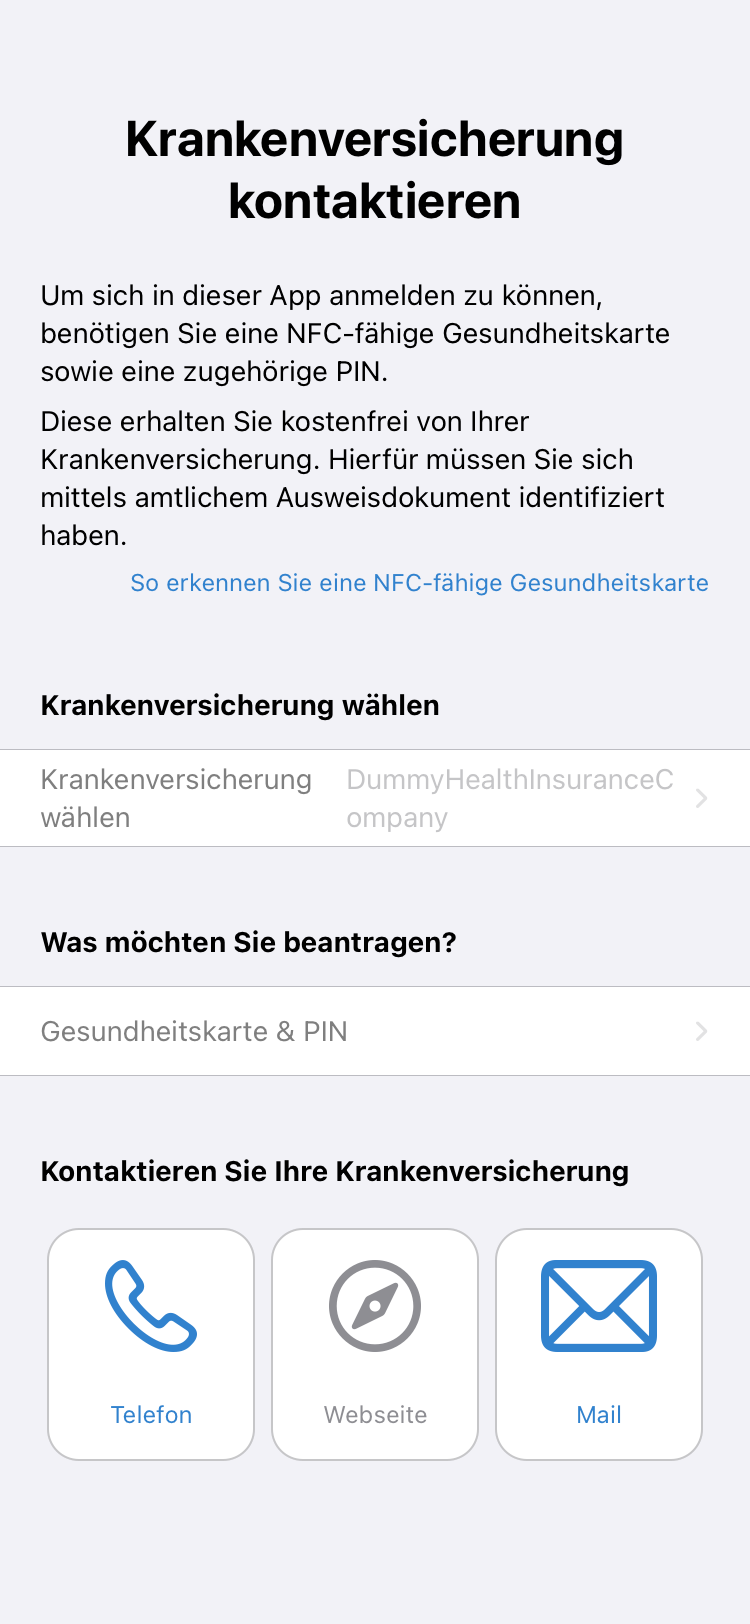 Krankenversicherung
kontaktieren
Um sich in dieser App anmelden zu können,
benötigen Sie eine NFC-fähige Gesundheitskarte
sowie eine zugehörige PIN.
Diese erhalten Sie kostenfrei von Ihrer
Krankenversicherung. Hierfür müssen Sie sich
mittels amtlichem Ausweisdokument identifiziert
haben.
So erkennen Sie eine NFC-fähige Gesundheitskarte
Krankenversicherung wählen
Krankenversicherung
wählen
DummyHealthInsuranceC
ompany
Was möchten Sie beantragen?
Gesundheitskarte & PIN
Kontaktieren Sie Ihre Krankenversicherung
Telefon
Webseite
Mail